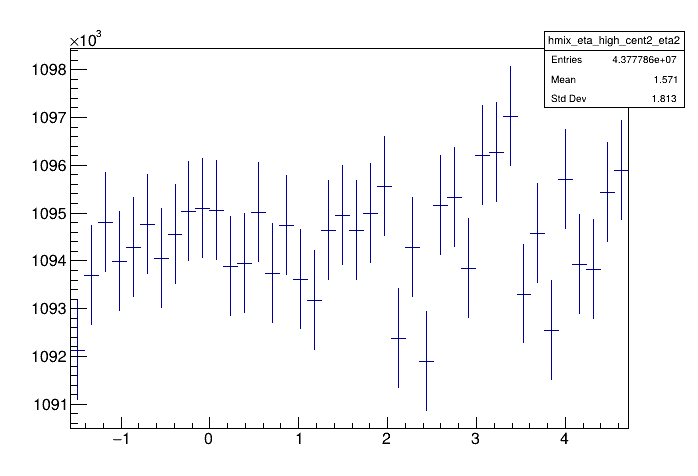 ×10³
hmix_eta_high_cent2_eta2
Entries 4.377786e+07
Mean 1.571
Std Dev 1.813
1098
1097
1096
1095
1094
1093
1092
1091
−1 0 1 2 3 4